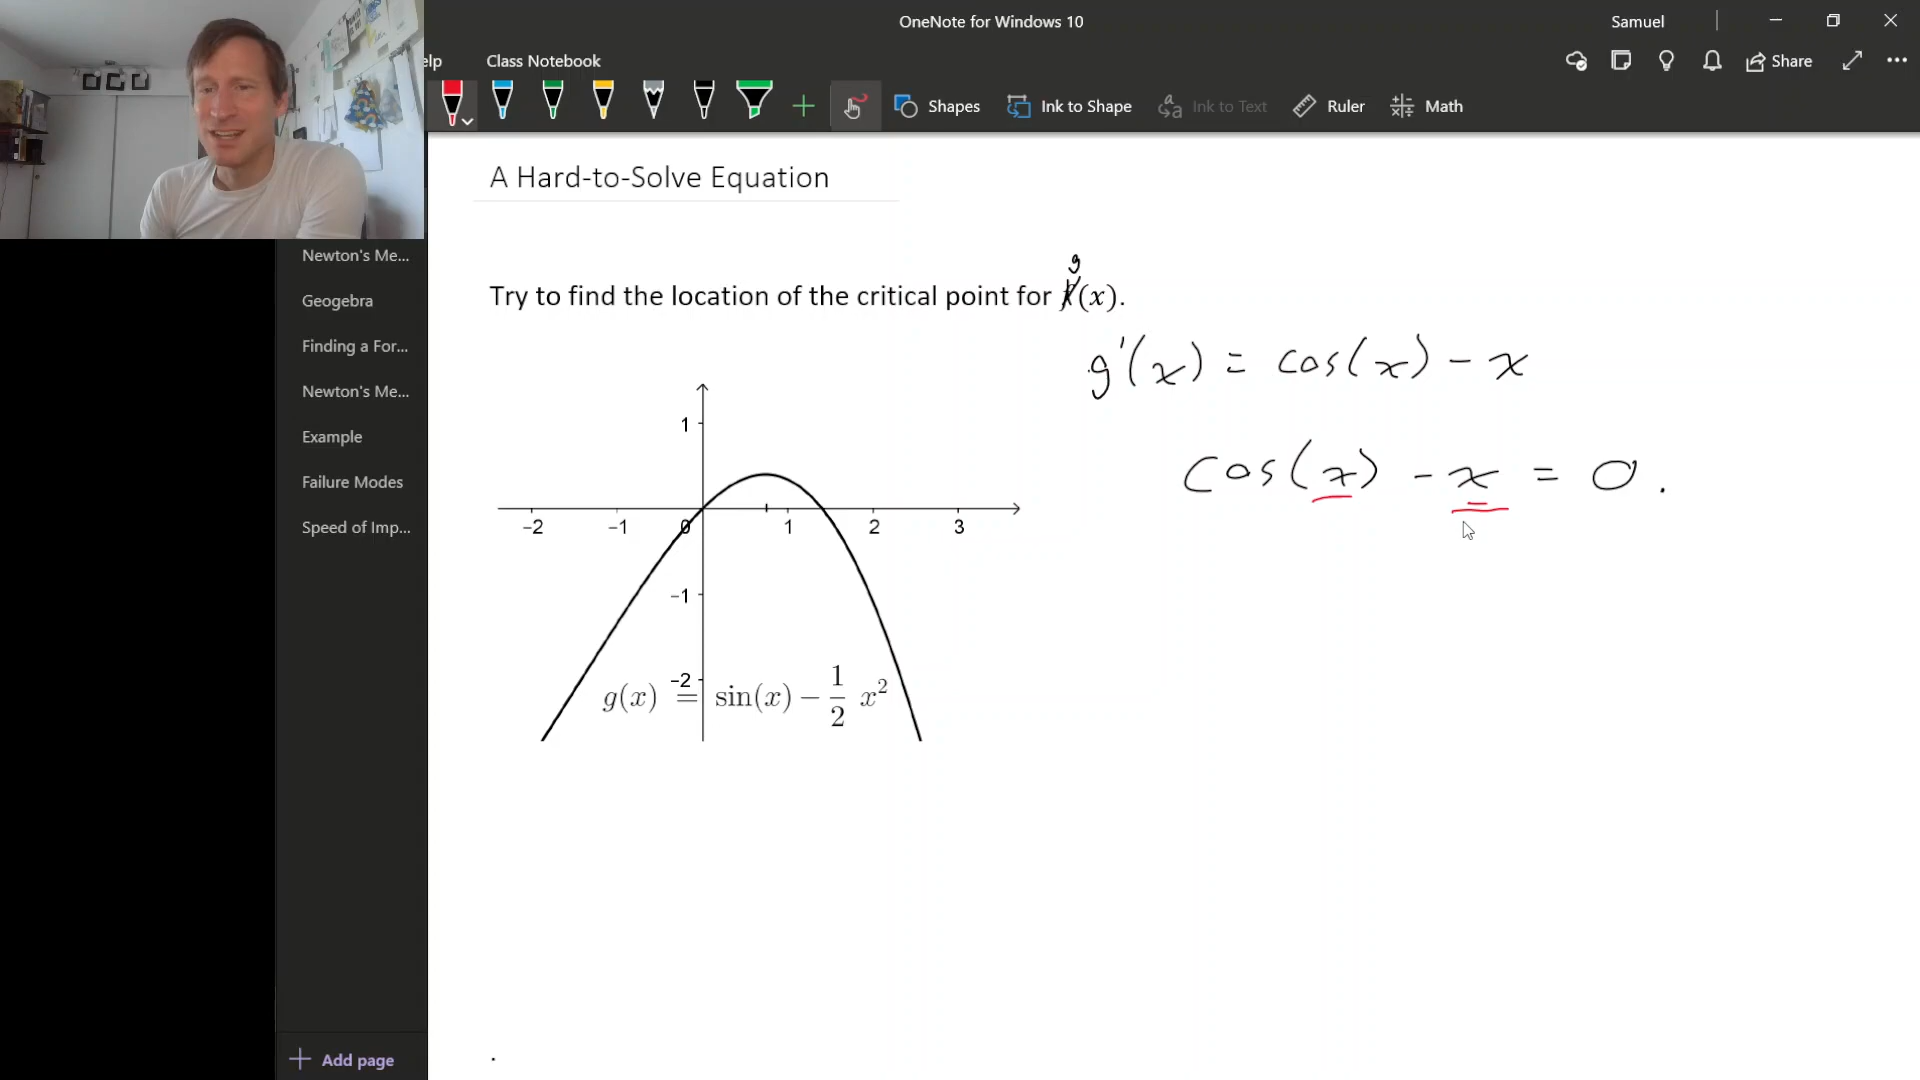 OneNote for Windows 10
Samuel
elp
Class Notebook
Share
Shapes
Ink to Shape
Ink to Text
Ruler
Math
A Hard-to-Solve Equation
Newton's Me...
Geogebra
Finding a For...
Newton's Me...
Example
Failure Modes
Speed of Imp...
Add page
g
Try to find the location of the critical point for (x).
g'(x) = cos(x) - x
cos(x) - x = 0.
1
-2 -1 0 1 2 3
-1
-2
g(x) = sin(x) − 1/2 x²
.